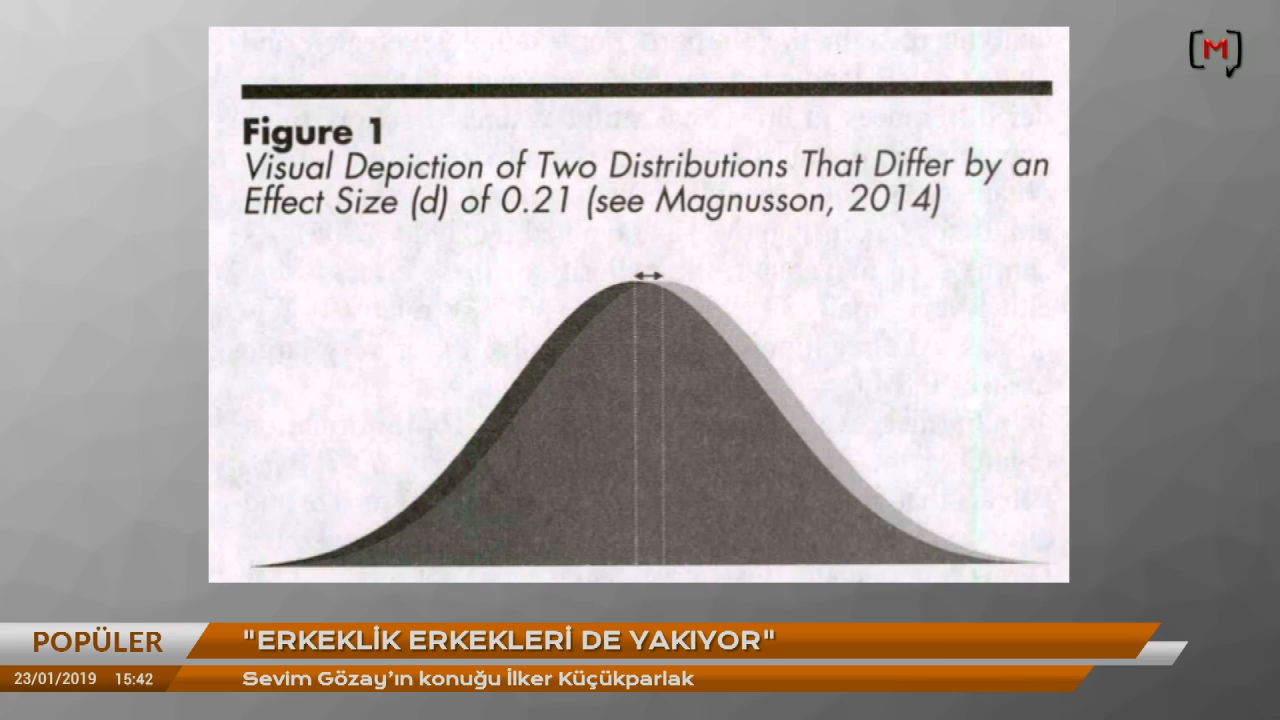 M
Figure 1
Visual Depiction of Two Distributions That Differ by an
Effect Size (d) of 0.21 (see Magnusson, 2014)
POPÜLER
"ERKEKLİK ERKEKLERİ DE YAKIYOR"
23/01/2019 15:42
Sevim Gözay'ın konuğu İlker Küçükparlak